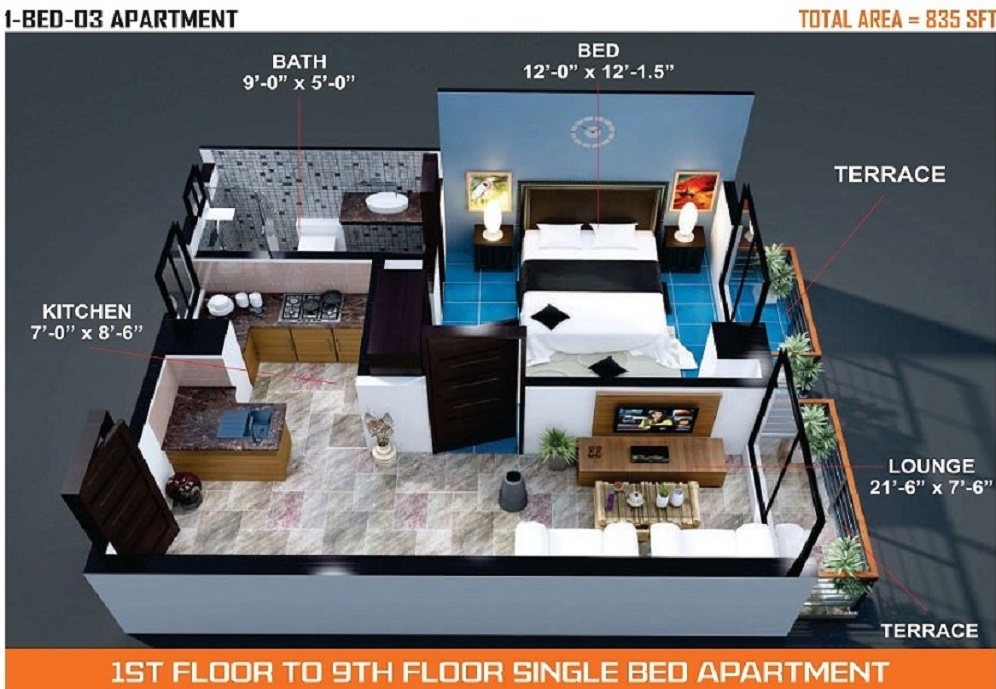 1-BED-03 APARTMENT
TOTAL AREA = 835 SFT
BATH
9'-0" x 5'-0"
BED
12'-0" x 12'-1.5"
TERRACE
KITCHEN
7'-0" x 8'-6"
LOUNGE
21'-6" x 7'-6"
TERRACE
1ST FLOOR TO 9TH FLOOR SINGLE BED APARTMENT